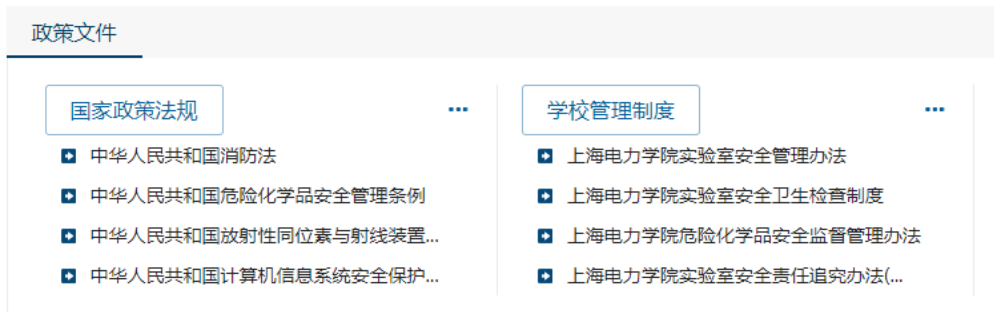 政策文件
国家政策法规
...
中华人民共和国消防法
中华人民共和国危险化学品安全管理条例
中华人民共和国放射性同位素与射线装置...
中华人民共和国计算机信息系统安全保护...
学校管理制度
...
上海电力学院实验室安全管理办法
上海电力学院实验室安全卫生检查制度
上海电力学院危险化学品安全监督管理办法
上海电力学院实验室安全责任追究办法(...